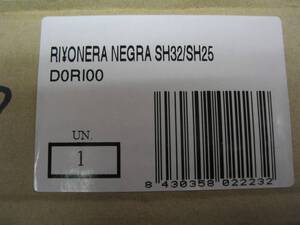 RI¥ONERA NEGRA SH32/SH25
D0RI00
UN.
1
8 430358 022232